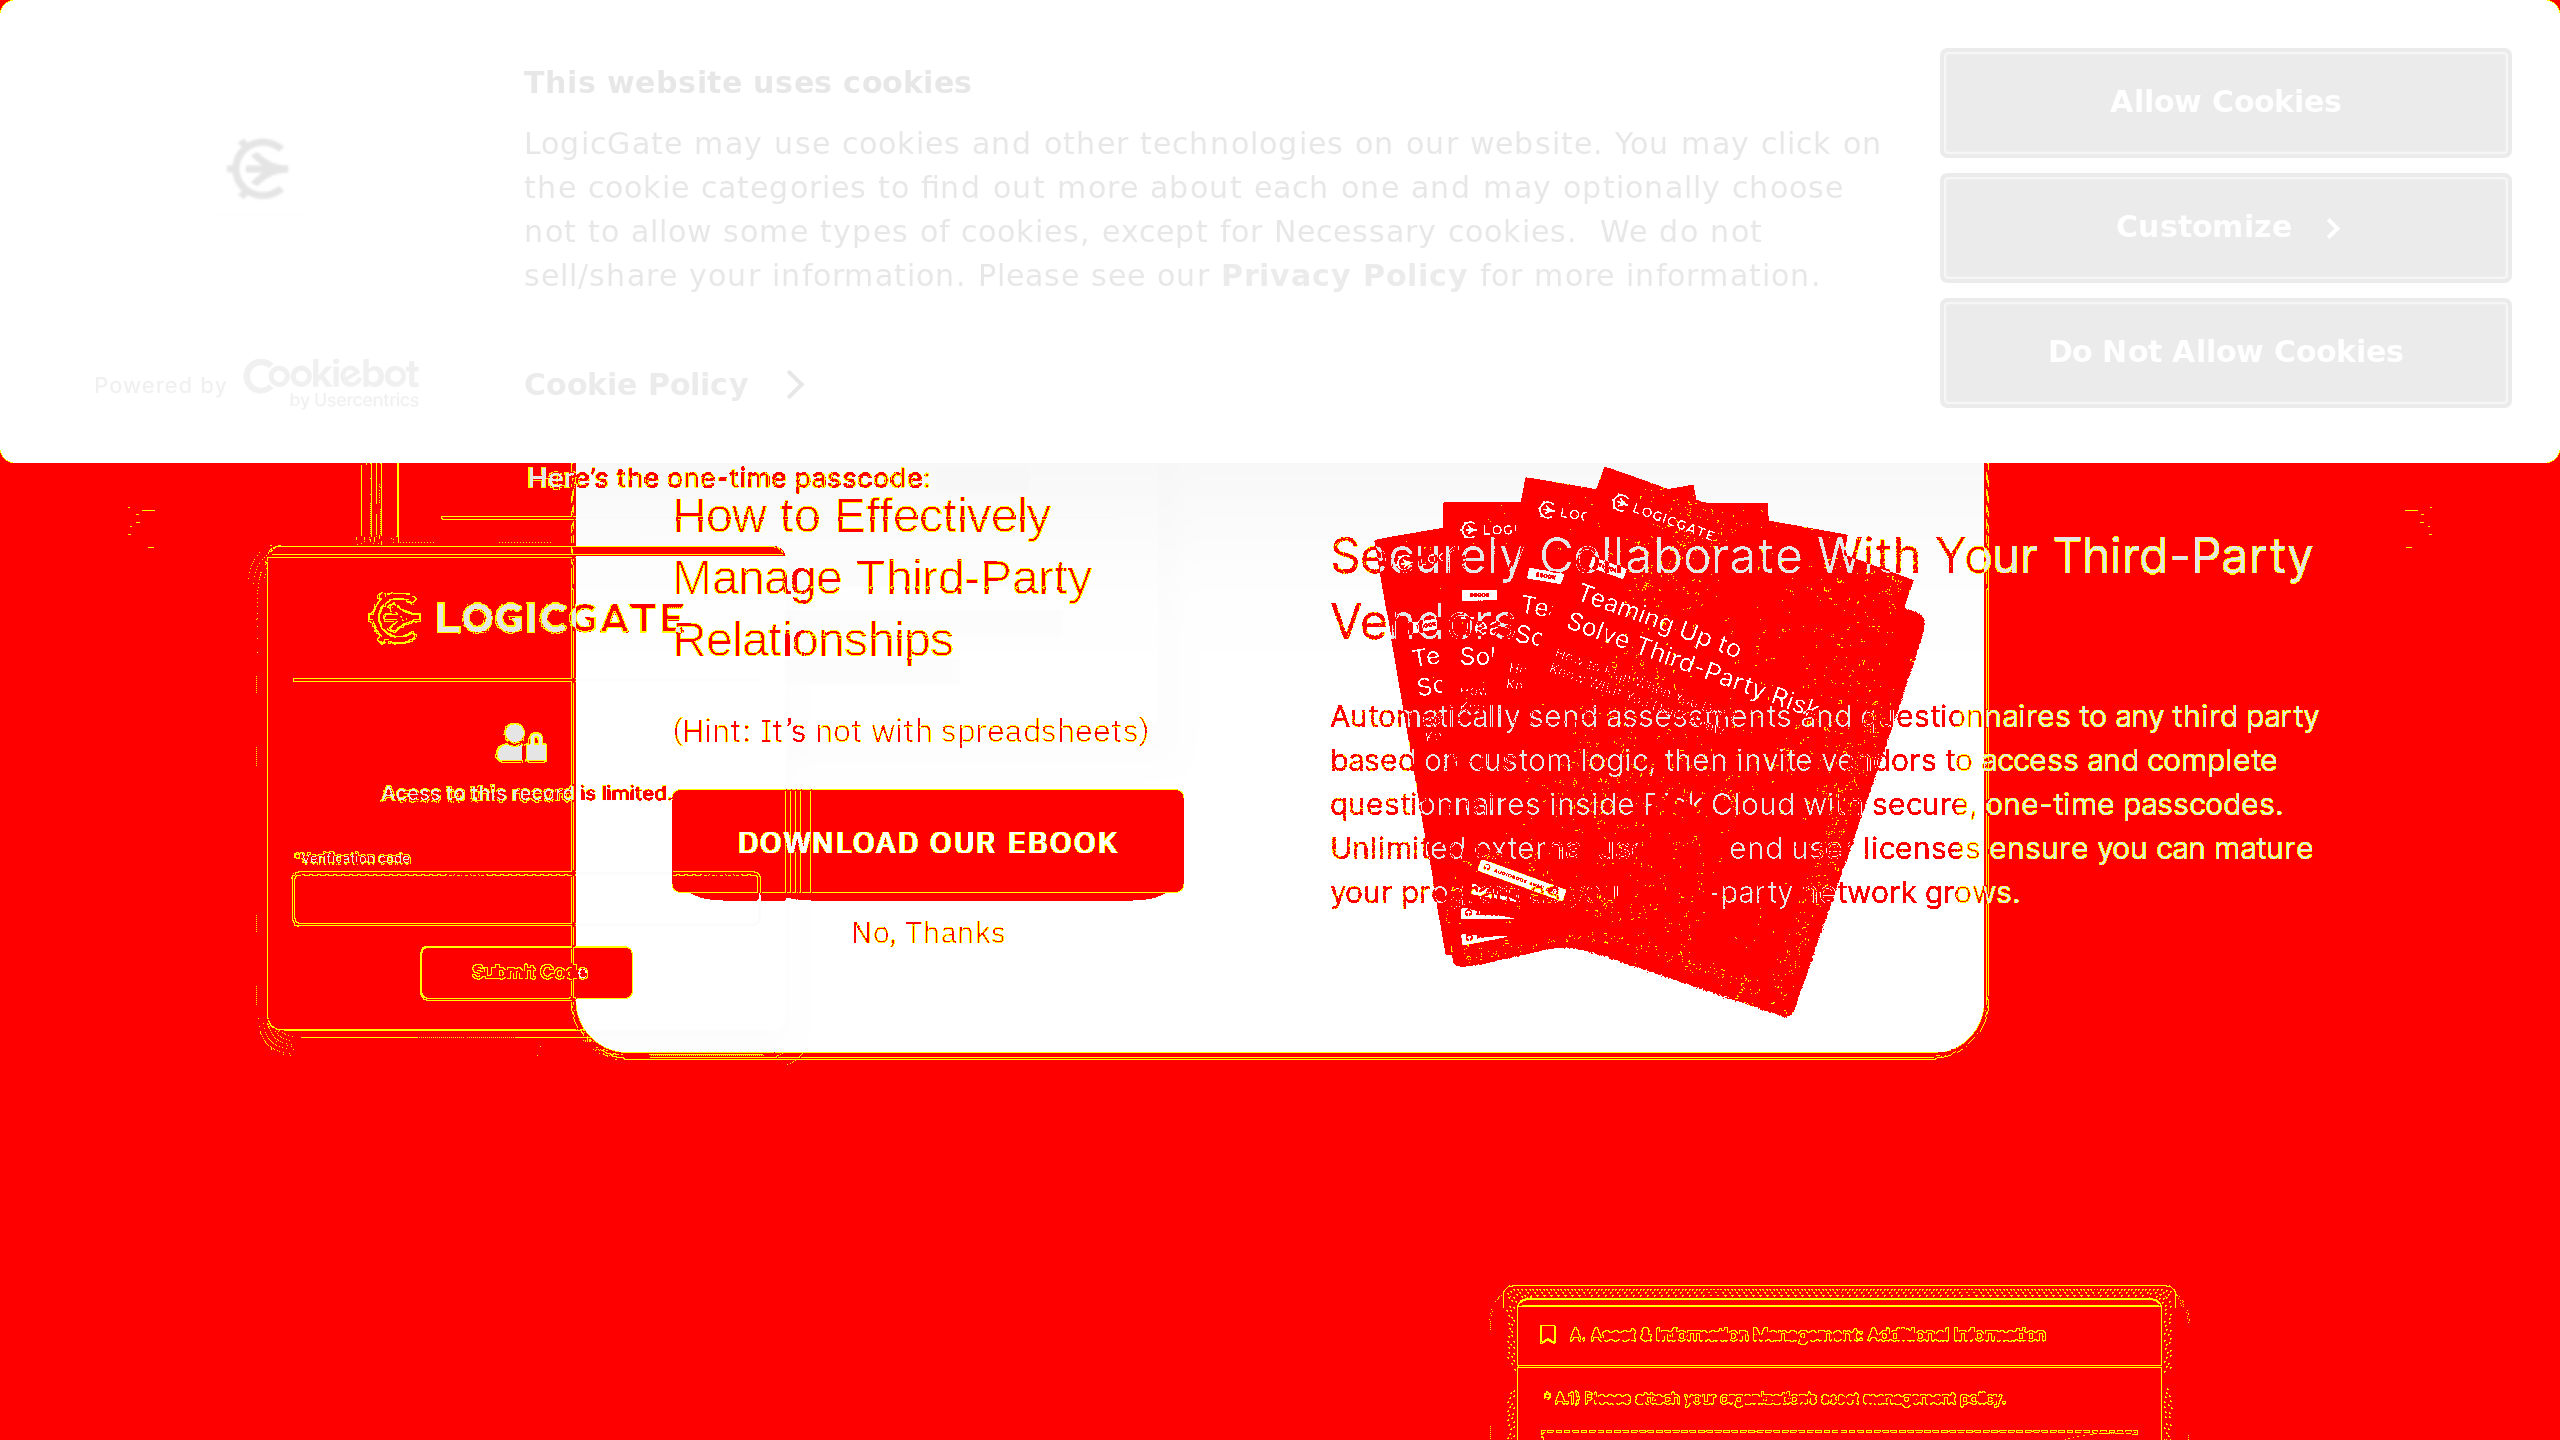 This website uses cookies
LogicGate may use cookies and other technologies on our website. You may click on
the cookie categories to find out more about each one and may optionally choose
not to allow some types of cookies, except for Necessary cookies. We do not
sell/share your information. Please see our Privacy Policy for more information.
Cookie Policy
Powered by Cookiebot
by Usercentrics
Allow Cookies
Customize
Do Not Allow Cookies
Here's the one-time passcode:
LOGICGATE
Acess to this record is limited.
Verification code
Submit Code
How to Effectively
Manage Third-Party
Relationships
(Hint: It's not with spreadsheets)
DOWNLOAD OUR EBOOK
No, Thanks
LOGICGATE
EBOOK
Teaming Up to
Solve Third-Party Risk
Securely Collaborate With Your Third-Party
Vendors
Automatically send assessments and questionnaires to any third party
based on custom logic, then invite vendors to access and complete
questionnaires inside Risk Cloud with secure, one-time passcodes.
Unlimited external user end user licenses ensure you can mature
your program -party network grows.
A. Asset & Information Management: Additional Information
* A.1) Please attach your organization's asset management policy.